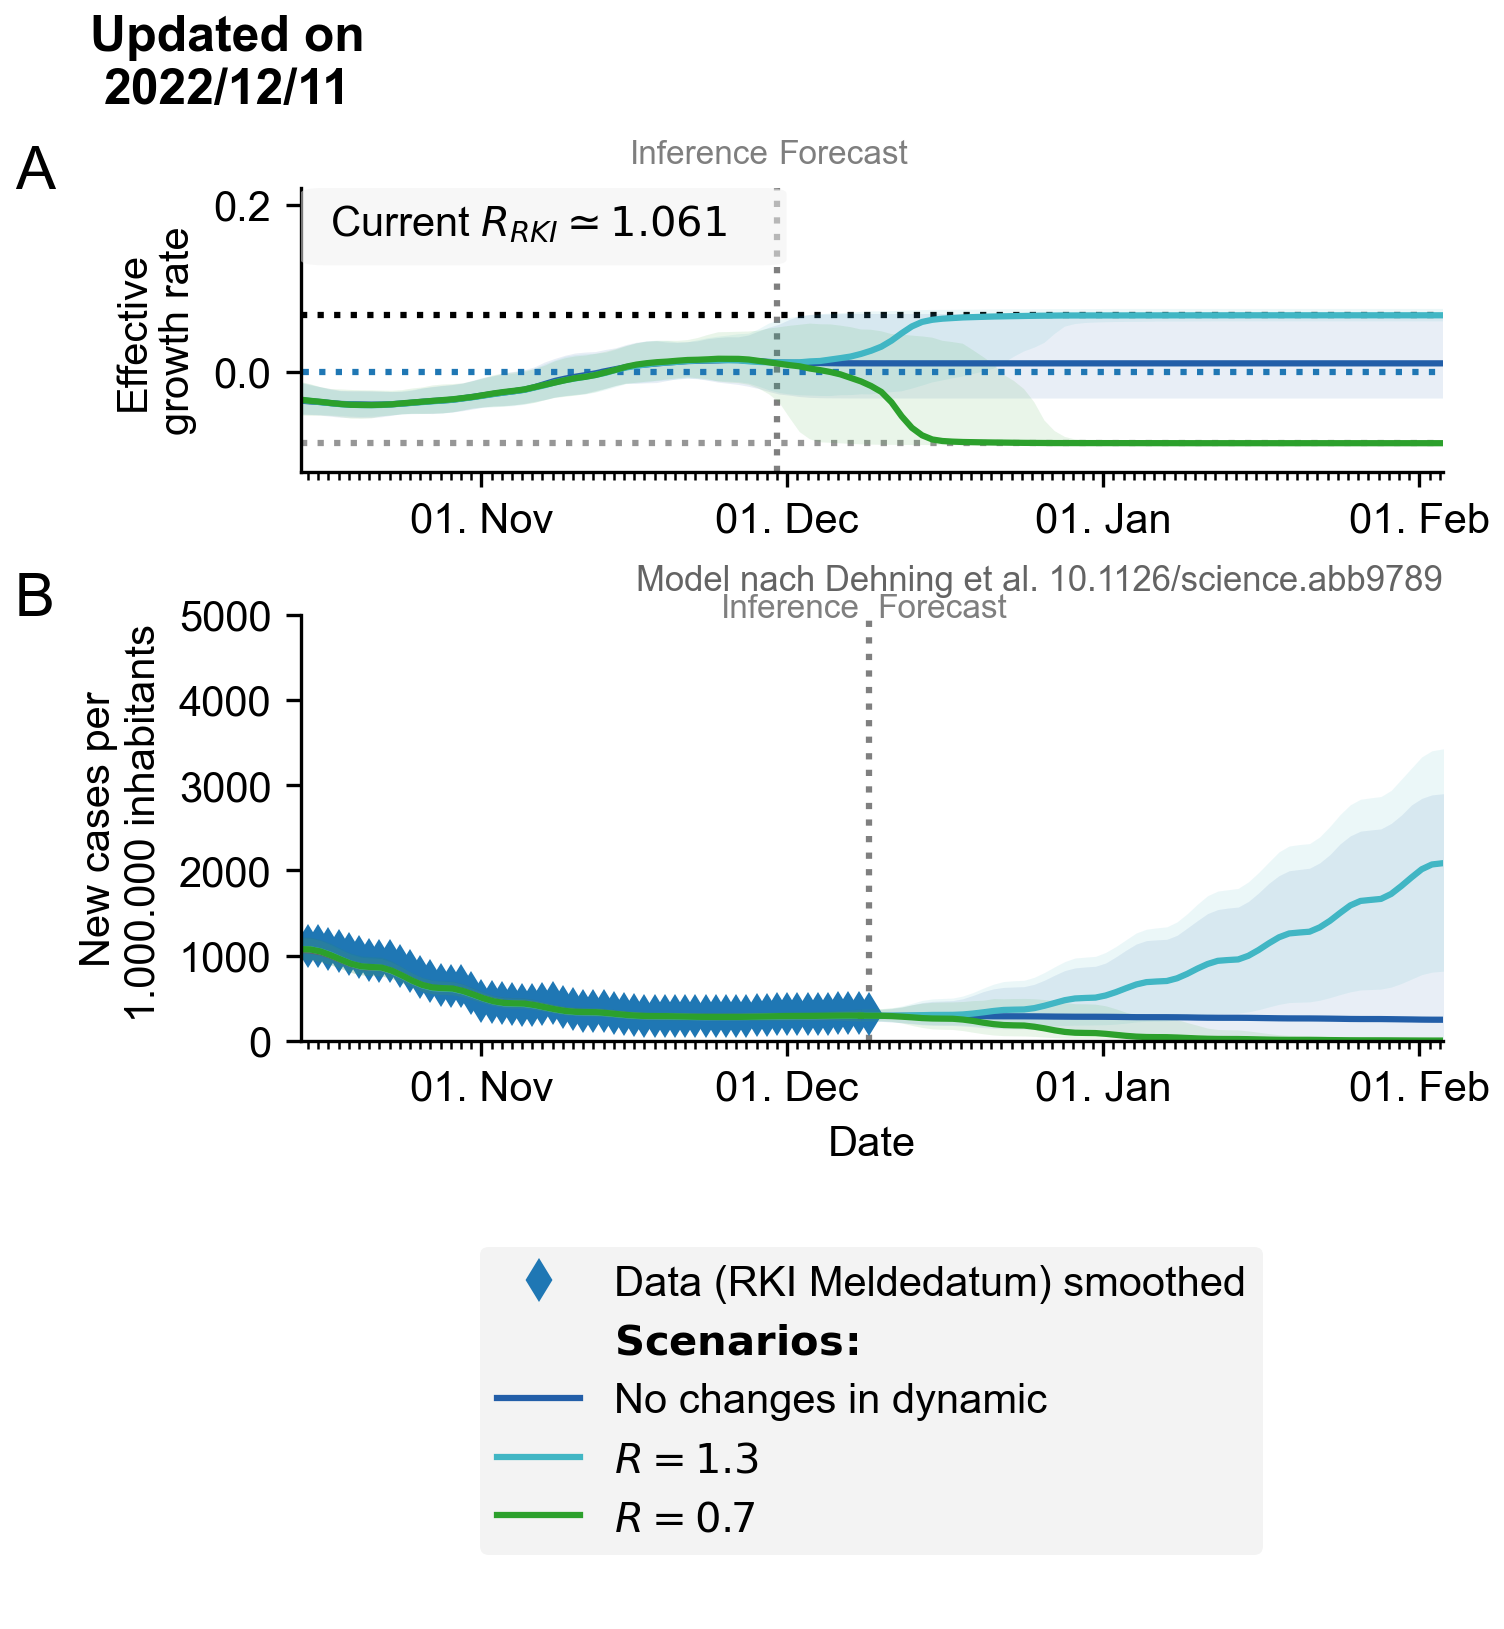 Updated on
2022/12/11
A
Inference Forecast
Current R_RKI ≃ 1.061
Effective
growth rate
0.2
0.0
01. Nov
01. Dec
01. Jan
01. Feb
B
Model nach Dehning et al. 10.1126/science.abb9789
Inference Forecast
New cases per
1.000.000 inhabitants
5000
4000
3000
2000
1000
0
01. Nov
01. Dec
01. Jan
01. Feb
Date
Data (RKI Meldedatum) smoothed
Scenarios:
No changes in dynamic
R = 1.3
R = 0.7